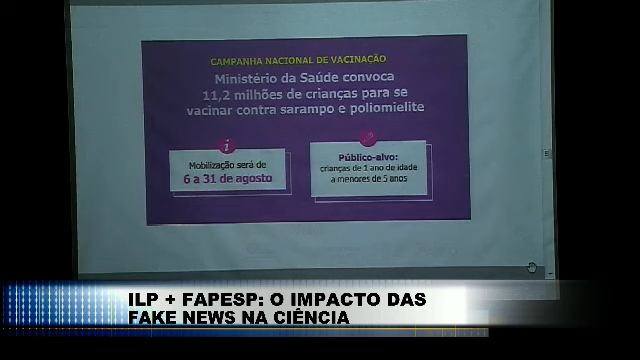 CAMPANHA NACIONAL DE VACINAÇÃO
Ministério da Saúde convoca
11,2 milhões de crianças para se
vacinar contra sarampo e poliomielite
i
Mobilização será de
6 a 31 de agosto
Público-alvo:
crianças de 1 ano de idade
a menores de 5 anos
ILP + FAPESP: O IMPACTO DAS
FAKE NEWS NA CIÊNCIA